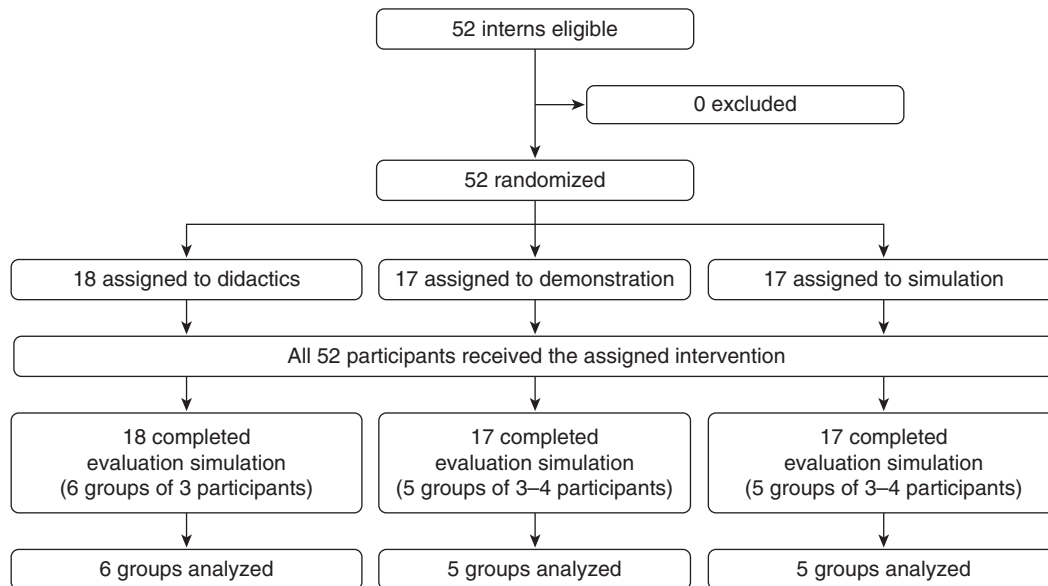 52 interns eligible
0 excluded
52 randomized
18 assigned to didactics
17 assigned to demonstration
17 assigned to simulation
All 52 participants received the assigned intervention
18 completed
evaluation simulation
(6 groups of 3 participants)
17 completed
evaluation simulation
(5 groups of 3–4 participants)
17 completed
evaluation simulation
(5 groups of 3–4 participants)
6 groups analyzed
5 groups analyzed
5 groups analyzed